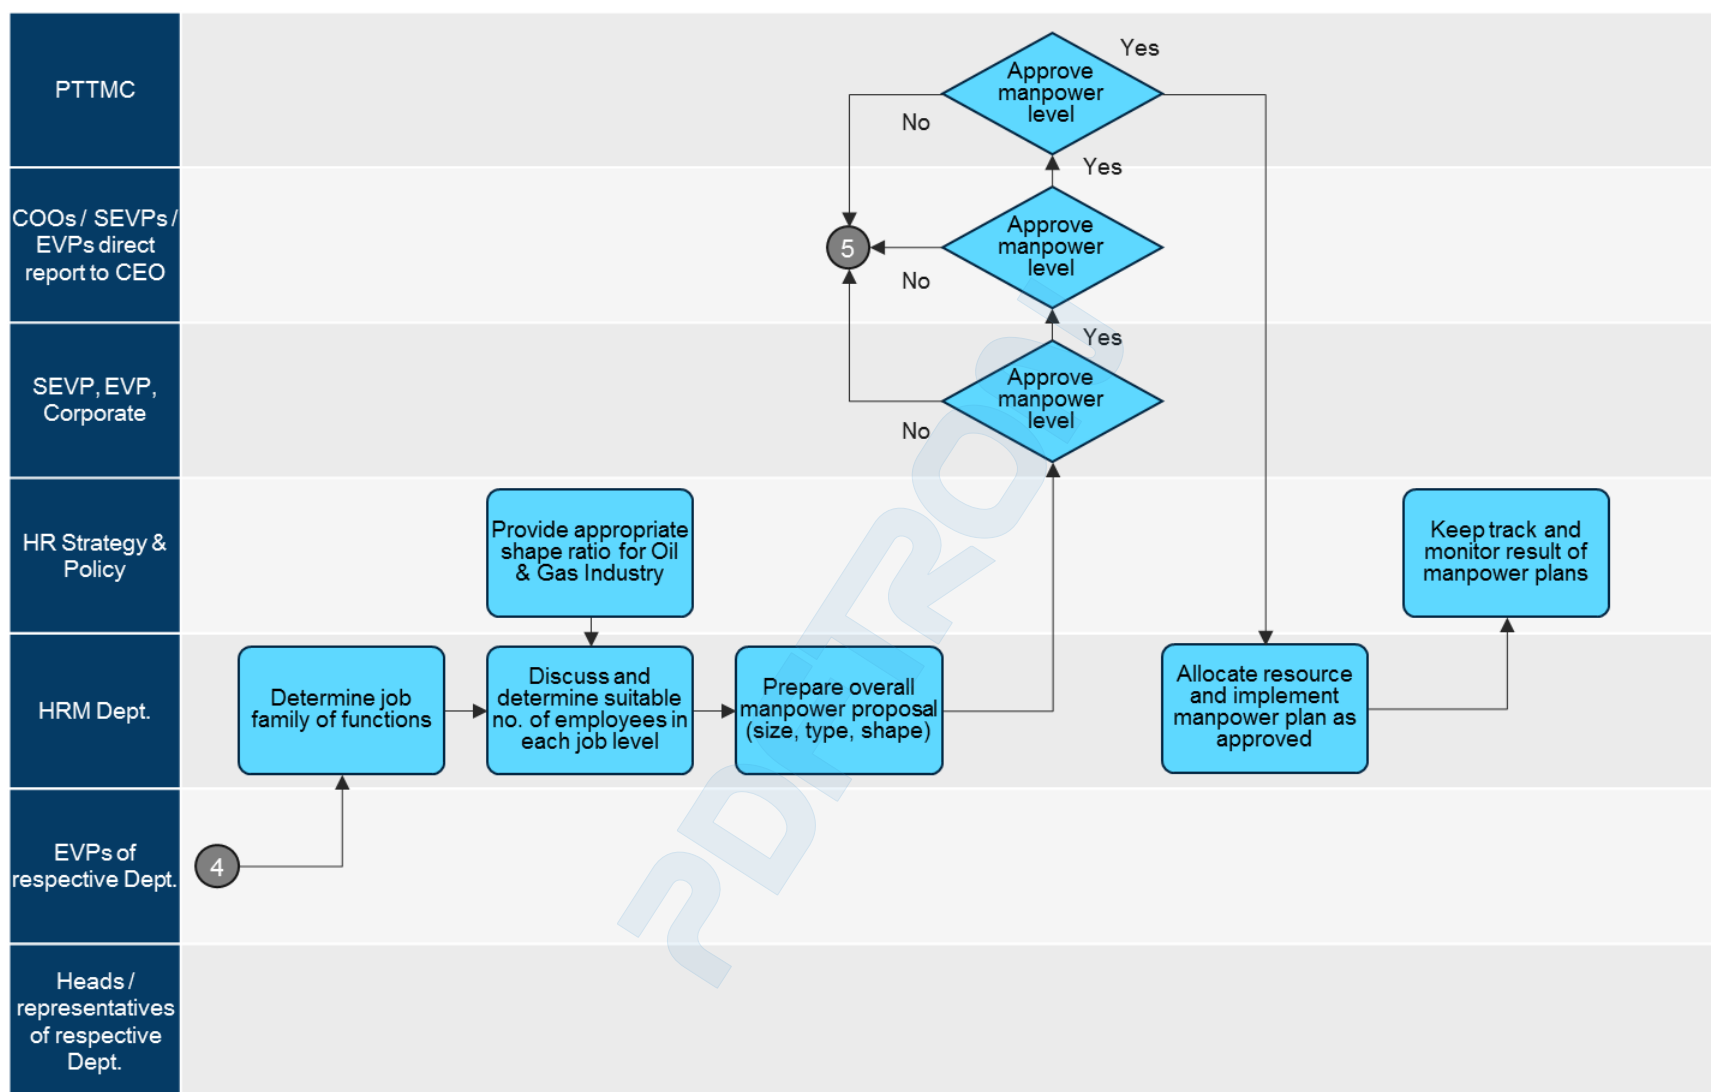 PTTMC
Approve
manpower
level
Yes
No
COOs / SEVPs /
EVPs direct
report to CEO
5
Approve
manpower
level
Yes
No
SEVP, EVP,
Corporate
Approve
manpower
level
Yes
No
HR Strategy &
Policy
Provide appropriate
shape ratio for Oil
& Gas Industry
Keep track and
monitor result of
manpower plans
HRM Dept.
Determine job
family of functions
Discuss and
determine suitable
no. of employees in
each job level
Prepare overall
manpower proposal
(size, type, shape)
Allocate resource
and implement
manpower plan as
approved
EVPs of
respective Dept.
4
Heads /
representatives
of respective
Dept.
PDFTRON